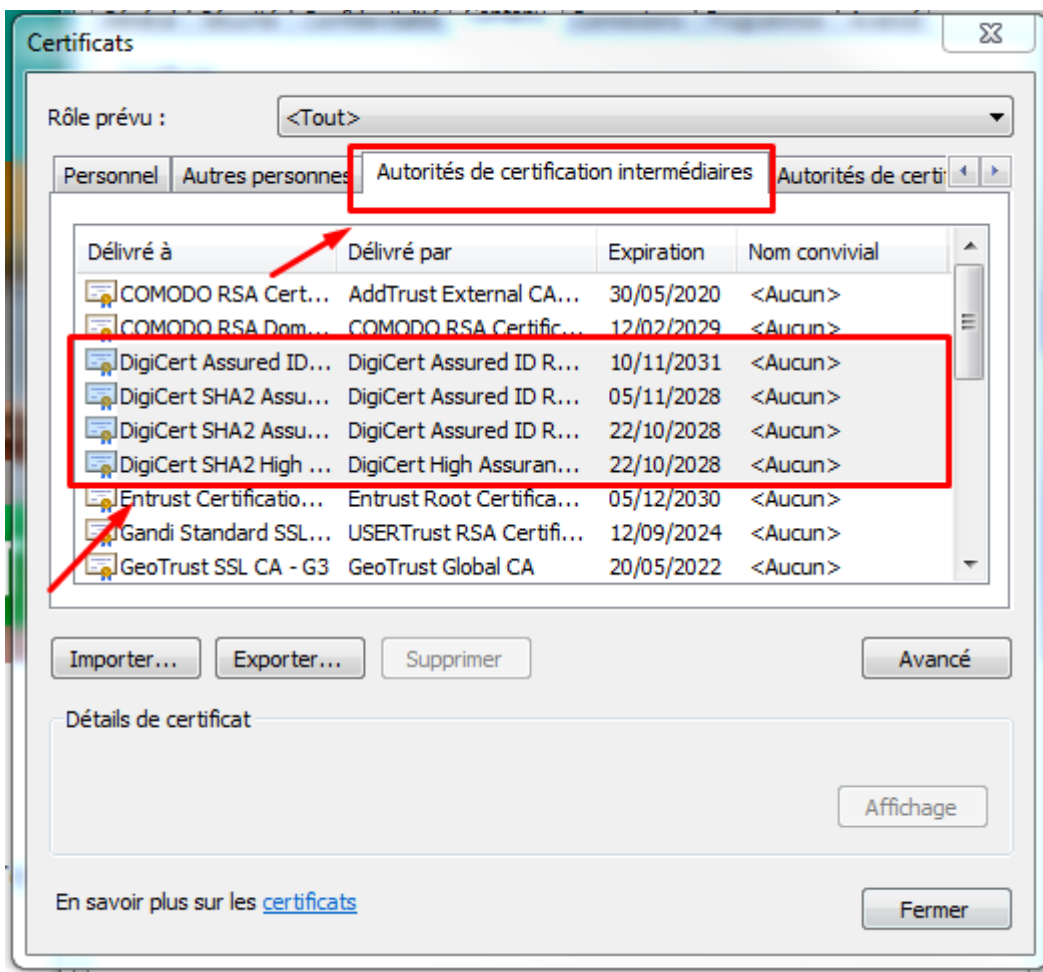 Certificats
Rôle prévu : <Tout>
Personnel Autres personnes Autorités de certification intermédiaires Autorités de certi
Délivré à Délivré par Expiration Nom convivial
COMODO RSA Cert... AddTrust External CA... 30/05/2020 <Aucun>
COMODO RSA Dom... COMODO RSA Certific... 12/02/2029 <Aucun>
DigiCert Assured ID... DigiCert Assured ID R... 10/11/2031 <Aucun>
DigiCert SHA2 Assu... DigiCert Assured ID R... 05/11/2028 <Aucun>
DigiCert SHA2 Assu... DigiCert Assured ID R... 22/10/2028 <Aucun>
DigiCert SHA2 High ... DigiCert High Assuran... 22/10/2028 <Aucun>
Entrust Certificatio... Entrust Root Certifica... 05/12/2030 <Aucun>
Gandi Standard SSL... USERTrust RSA Certifi... 12/09/2024 <Aucun>
GeoTrust SSL CA - G3 GeoTrust Global CA 20/05/2022 <Aucun>
Importer... Exporter... Supprimer Avancé
Détails de certificat
Affichage
En savoir plus sur les certificats
Fermer